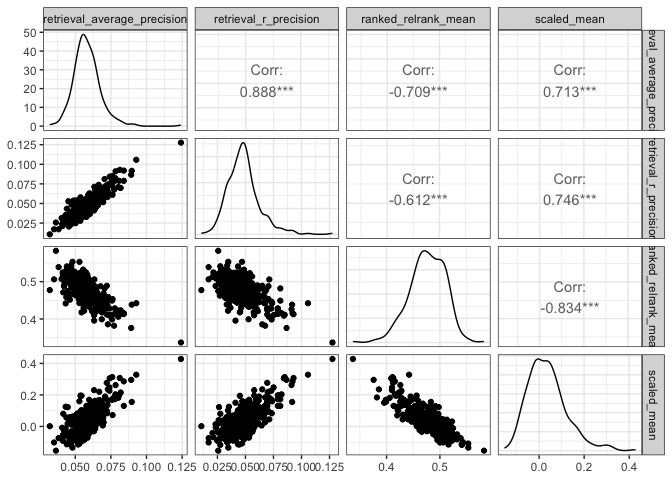 retrieval_average_precision retrieval_r_precision ranked_relrank_mean scaled_mean
50
40
30
20
10
0
Corr:
0.888***
Corr:
-0.709***
Corr:
0.713***
eval_average_preci
0.125
0.100
0.075
0.050
0.025
Corr:
-0.612***
Corr:
0.746***
etrieval_r_precision
0.5
0.4
Corr:
-0.834***
anked_relrank_mea
0.4
0.2
0.0
scaled_mean
0.050 0.075 0.100 0.125
0.025 0.050 0.075 0.100 0.125
0.4 0.5
0.0 0.2 0.4